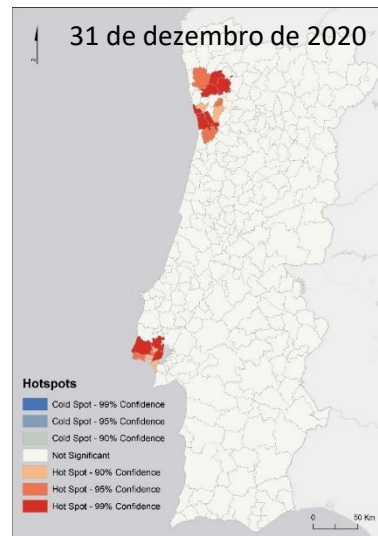 31 de dezembro de 2020
Hotspots
Cold Spot - 99% Confidence
Cold Spot - 95% Confidence
Cold Spot - 90% Confidence
Not Significant
Hot Spot - 90% Confidence
Hot Spot - 95% Confidence
Hot Spot - 99% Confidence
0 50 Km